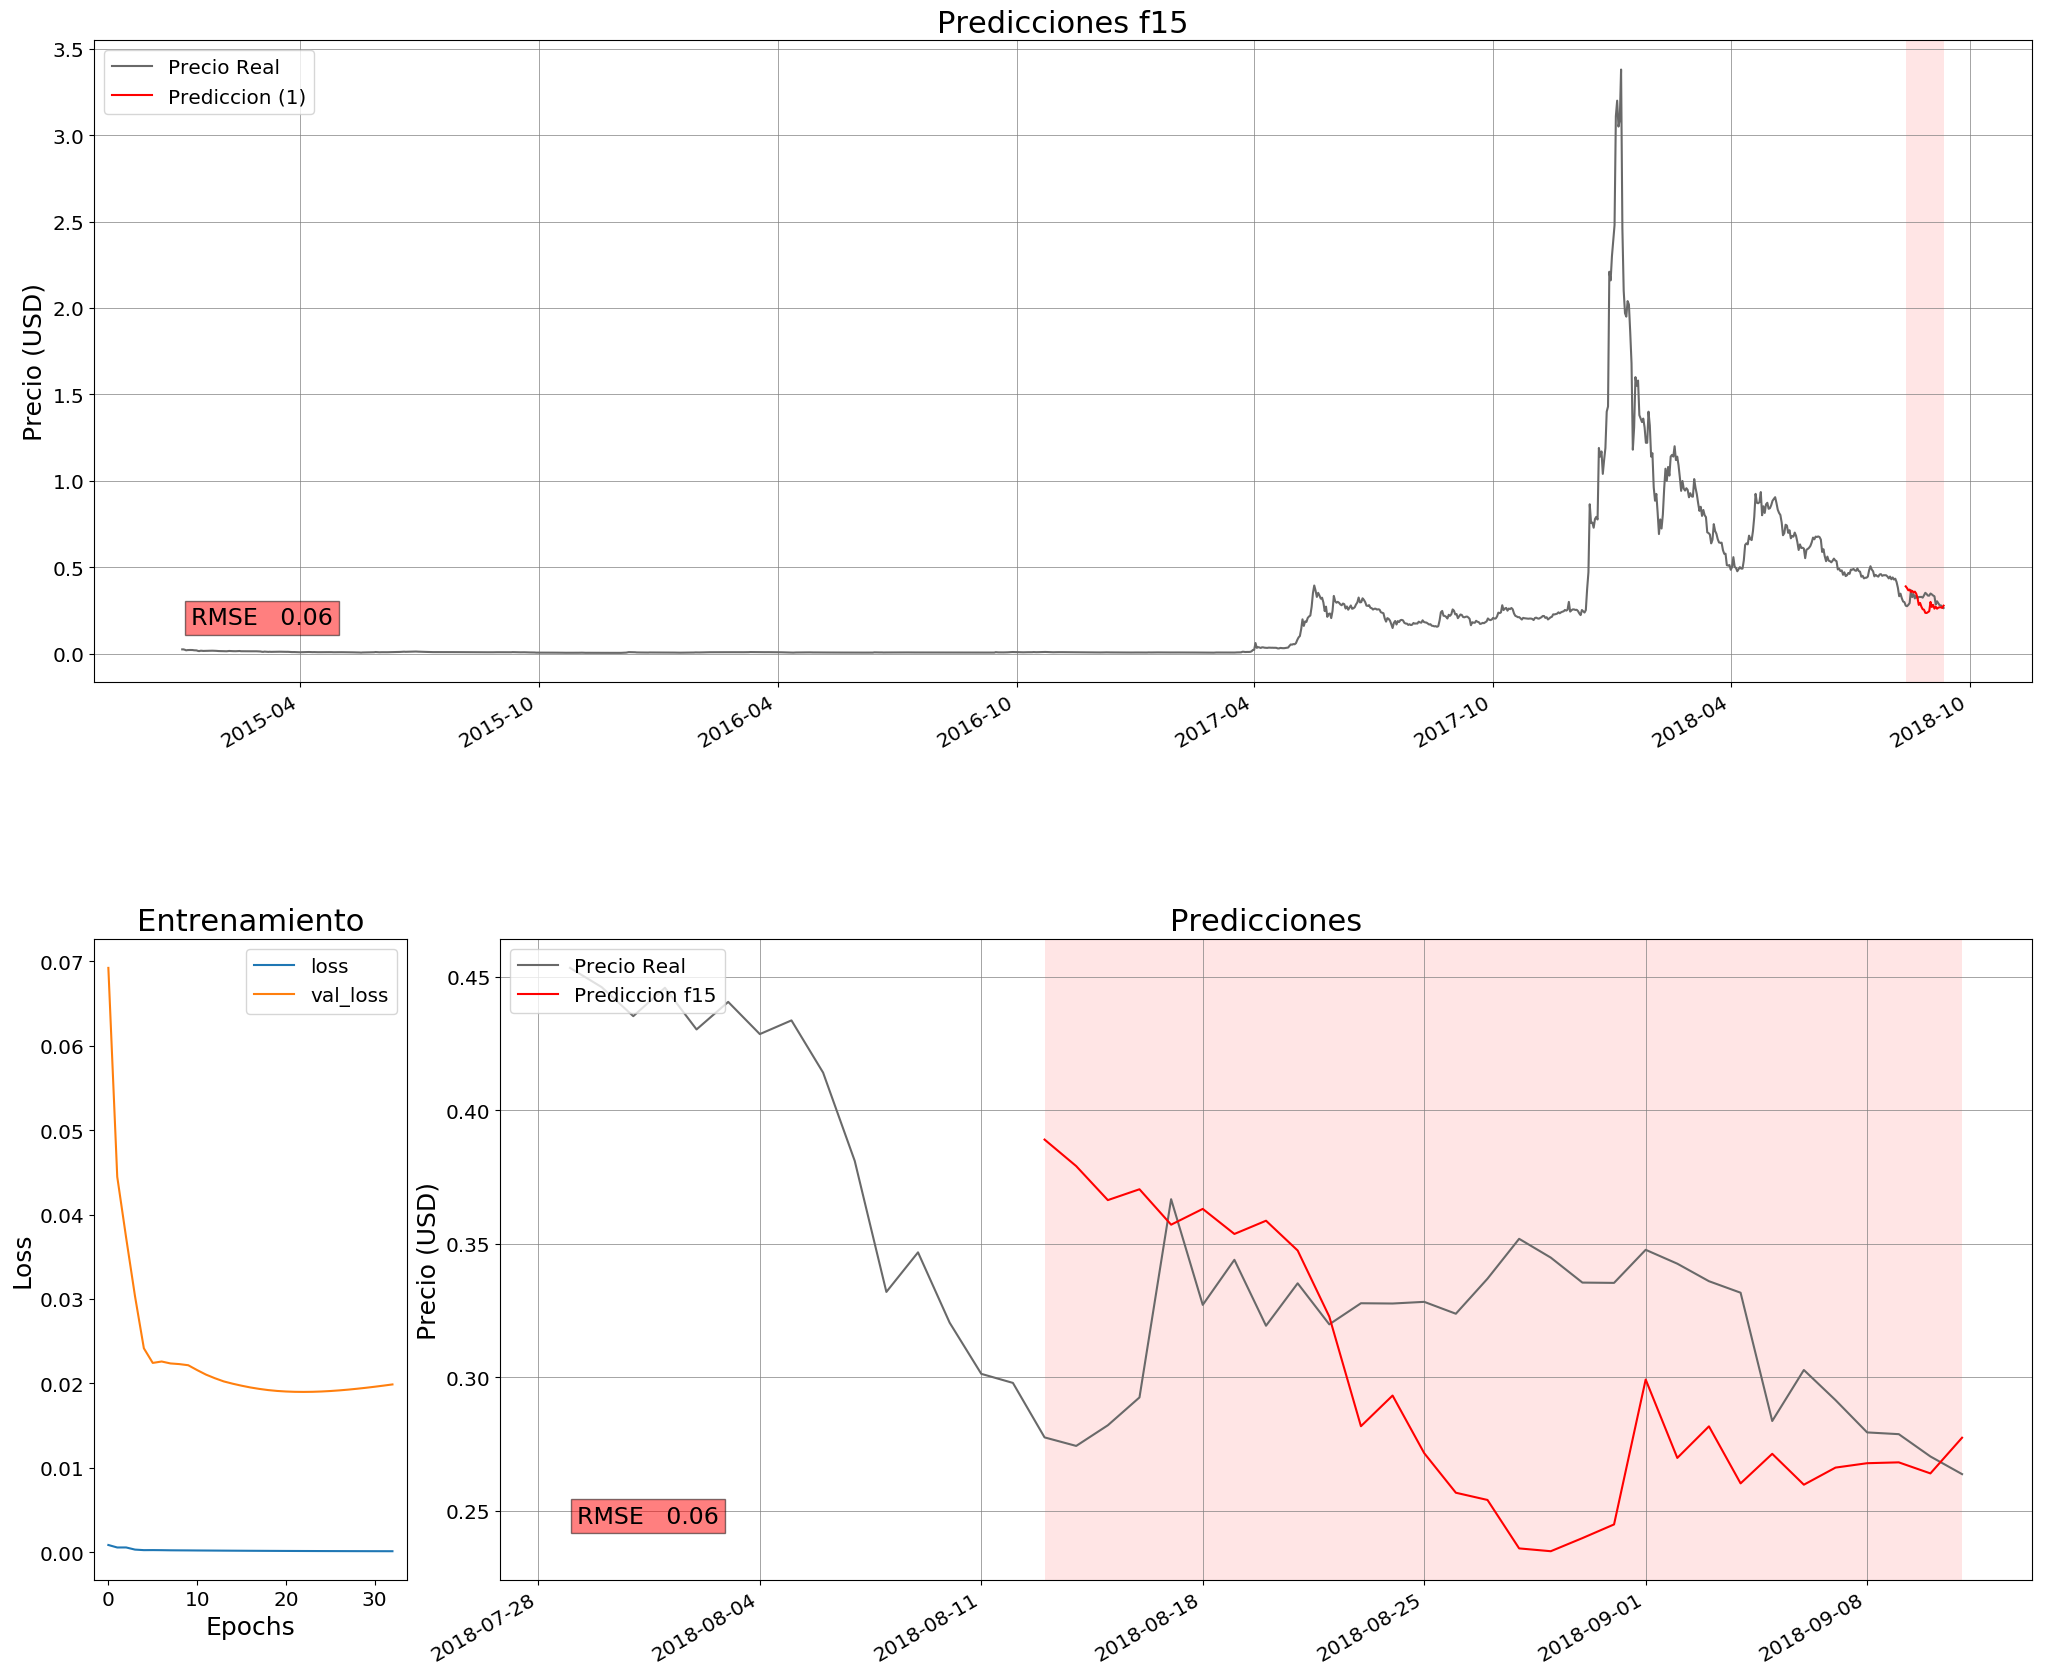 Predicciones f15
Precio Real
Prediccion (1)
Precio (USD)
3.5
3.0
2.5
2.0
1.5
1.0
0.5
0.0
RMSE 0.06
2015-04
2015-10
2016-04
2016-10
2017-04
2017-10
2018-04
2018-10
Entrenamiento
loss
val_loss
Loss
0.07
0.06
0.05
0.04
0.03
0.02
0.01
0.00
0 10 20 30
Epochs
Predicciones
Precio Real
Prediccion f15
Precio (USD)
0.45
0.40
0.35
0.30
0.25
RMSE 0.06
2018-07-28
2018-08-04
2018-08-11
2018-08-18
2018-08-25
2018-09-01
2018-09-08